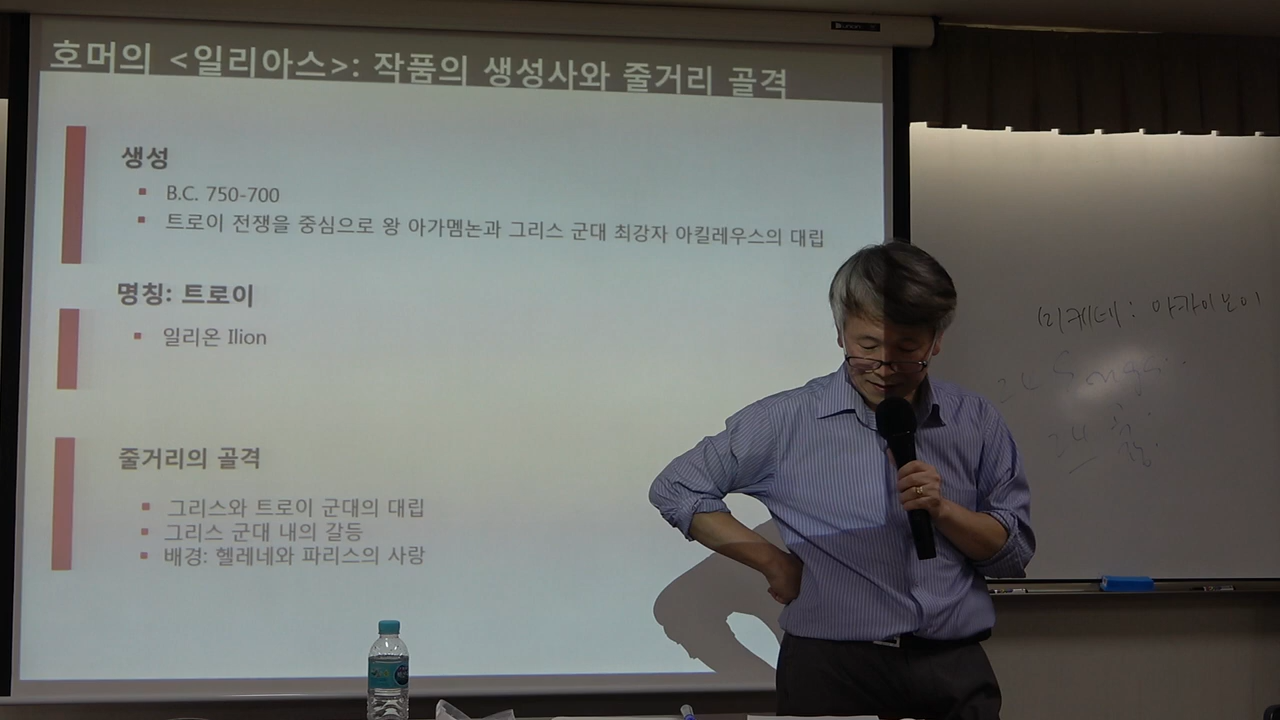 호머의 <일리아스>: 작품의 생성사와 줄거리 골격
생성
▪ B.C. 750-700
▪ 트로이 전쟁을 중심으로 왕 아가멤논과 그리스 군대 최강자 아킬레우스의 대립
명칭: 트로이
▪ 일리온 Ilion
줄거리의 골격
▪ 그리스와 트로이 군대의 대립
▪ 그리스 군대 내의 갈등
▪ 배경: 헬레네와 파리스의 사랑
미케네: 아카이노이
24
24